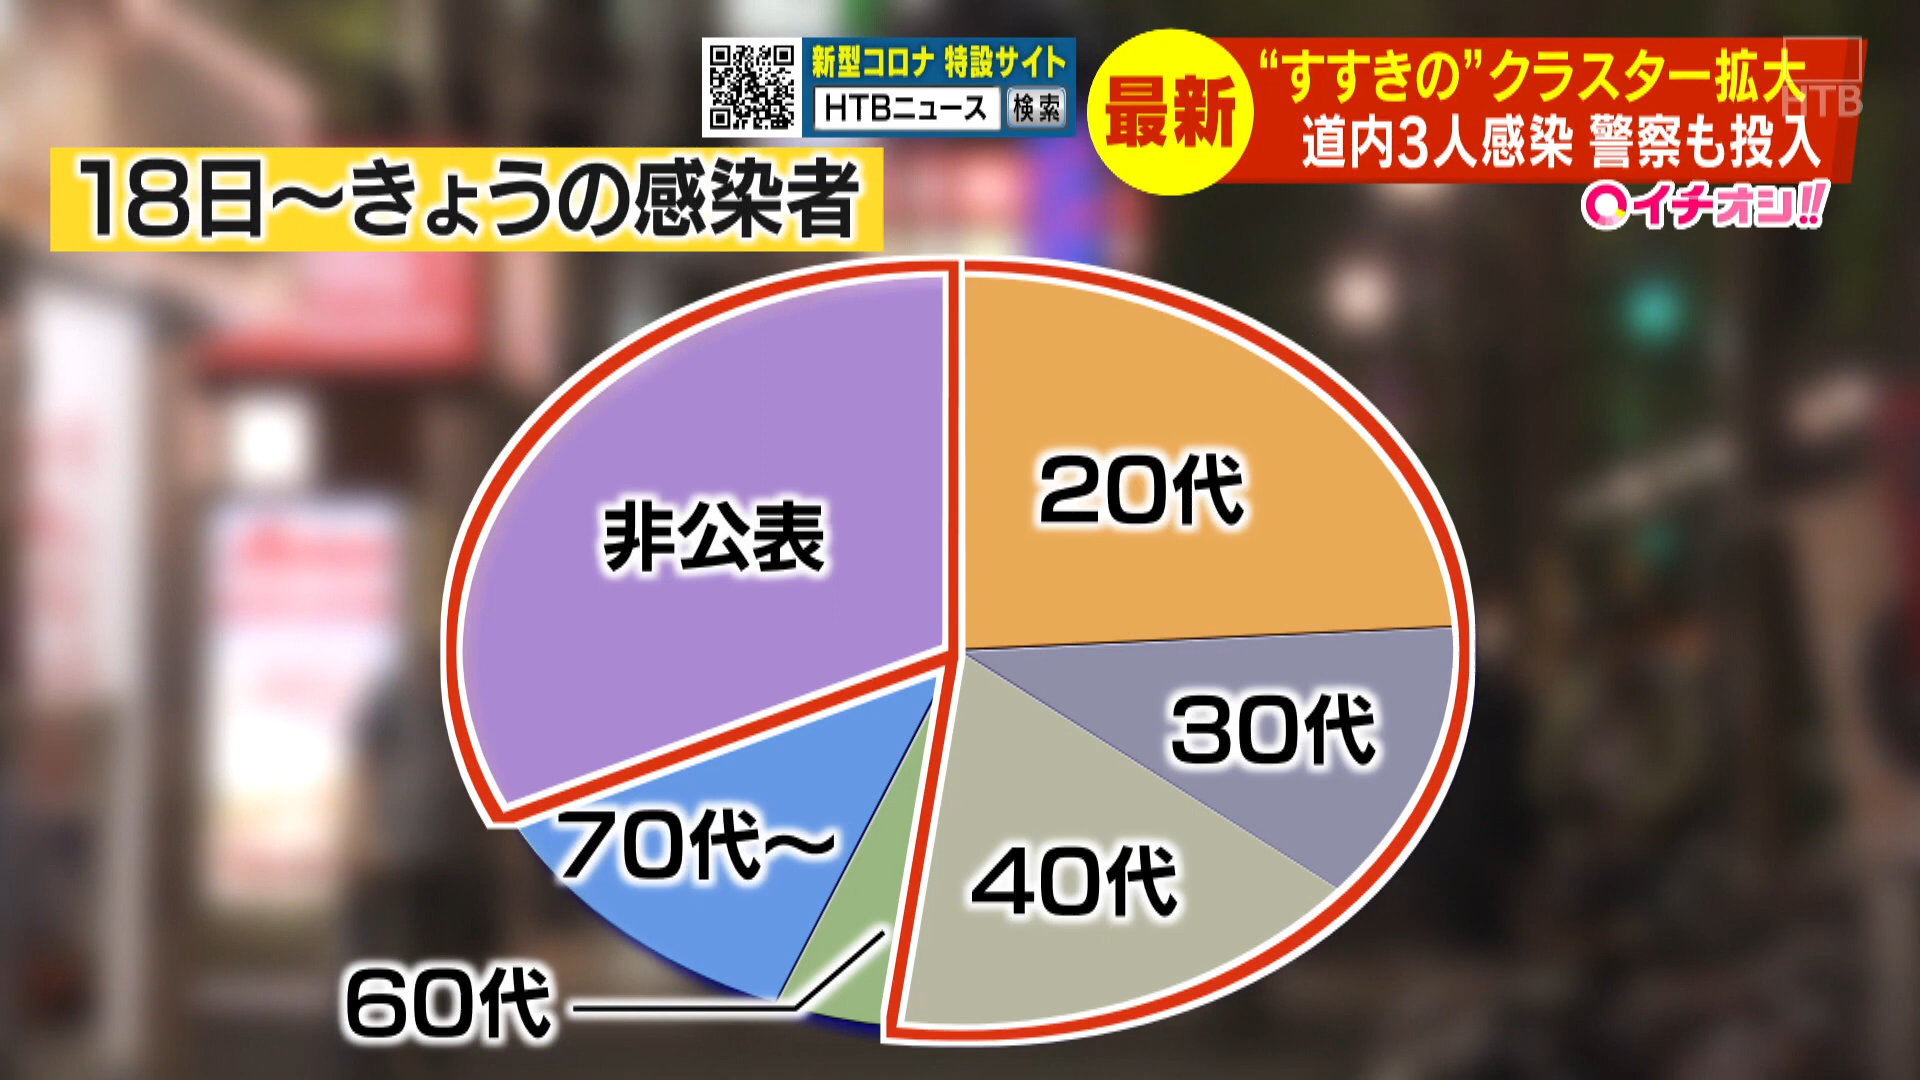 新型コロナ 特設サイト
HTBニュース 検索
最新
“すすきの”クラスター拡大
道内3人感染 警察も投入
HTB
イチオシ!!
18日～きょうの感染者
非公表
20代
30代
40代
70代～
60代